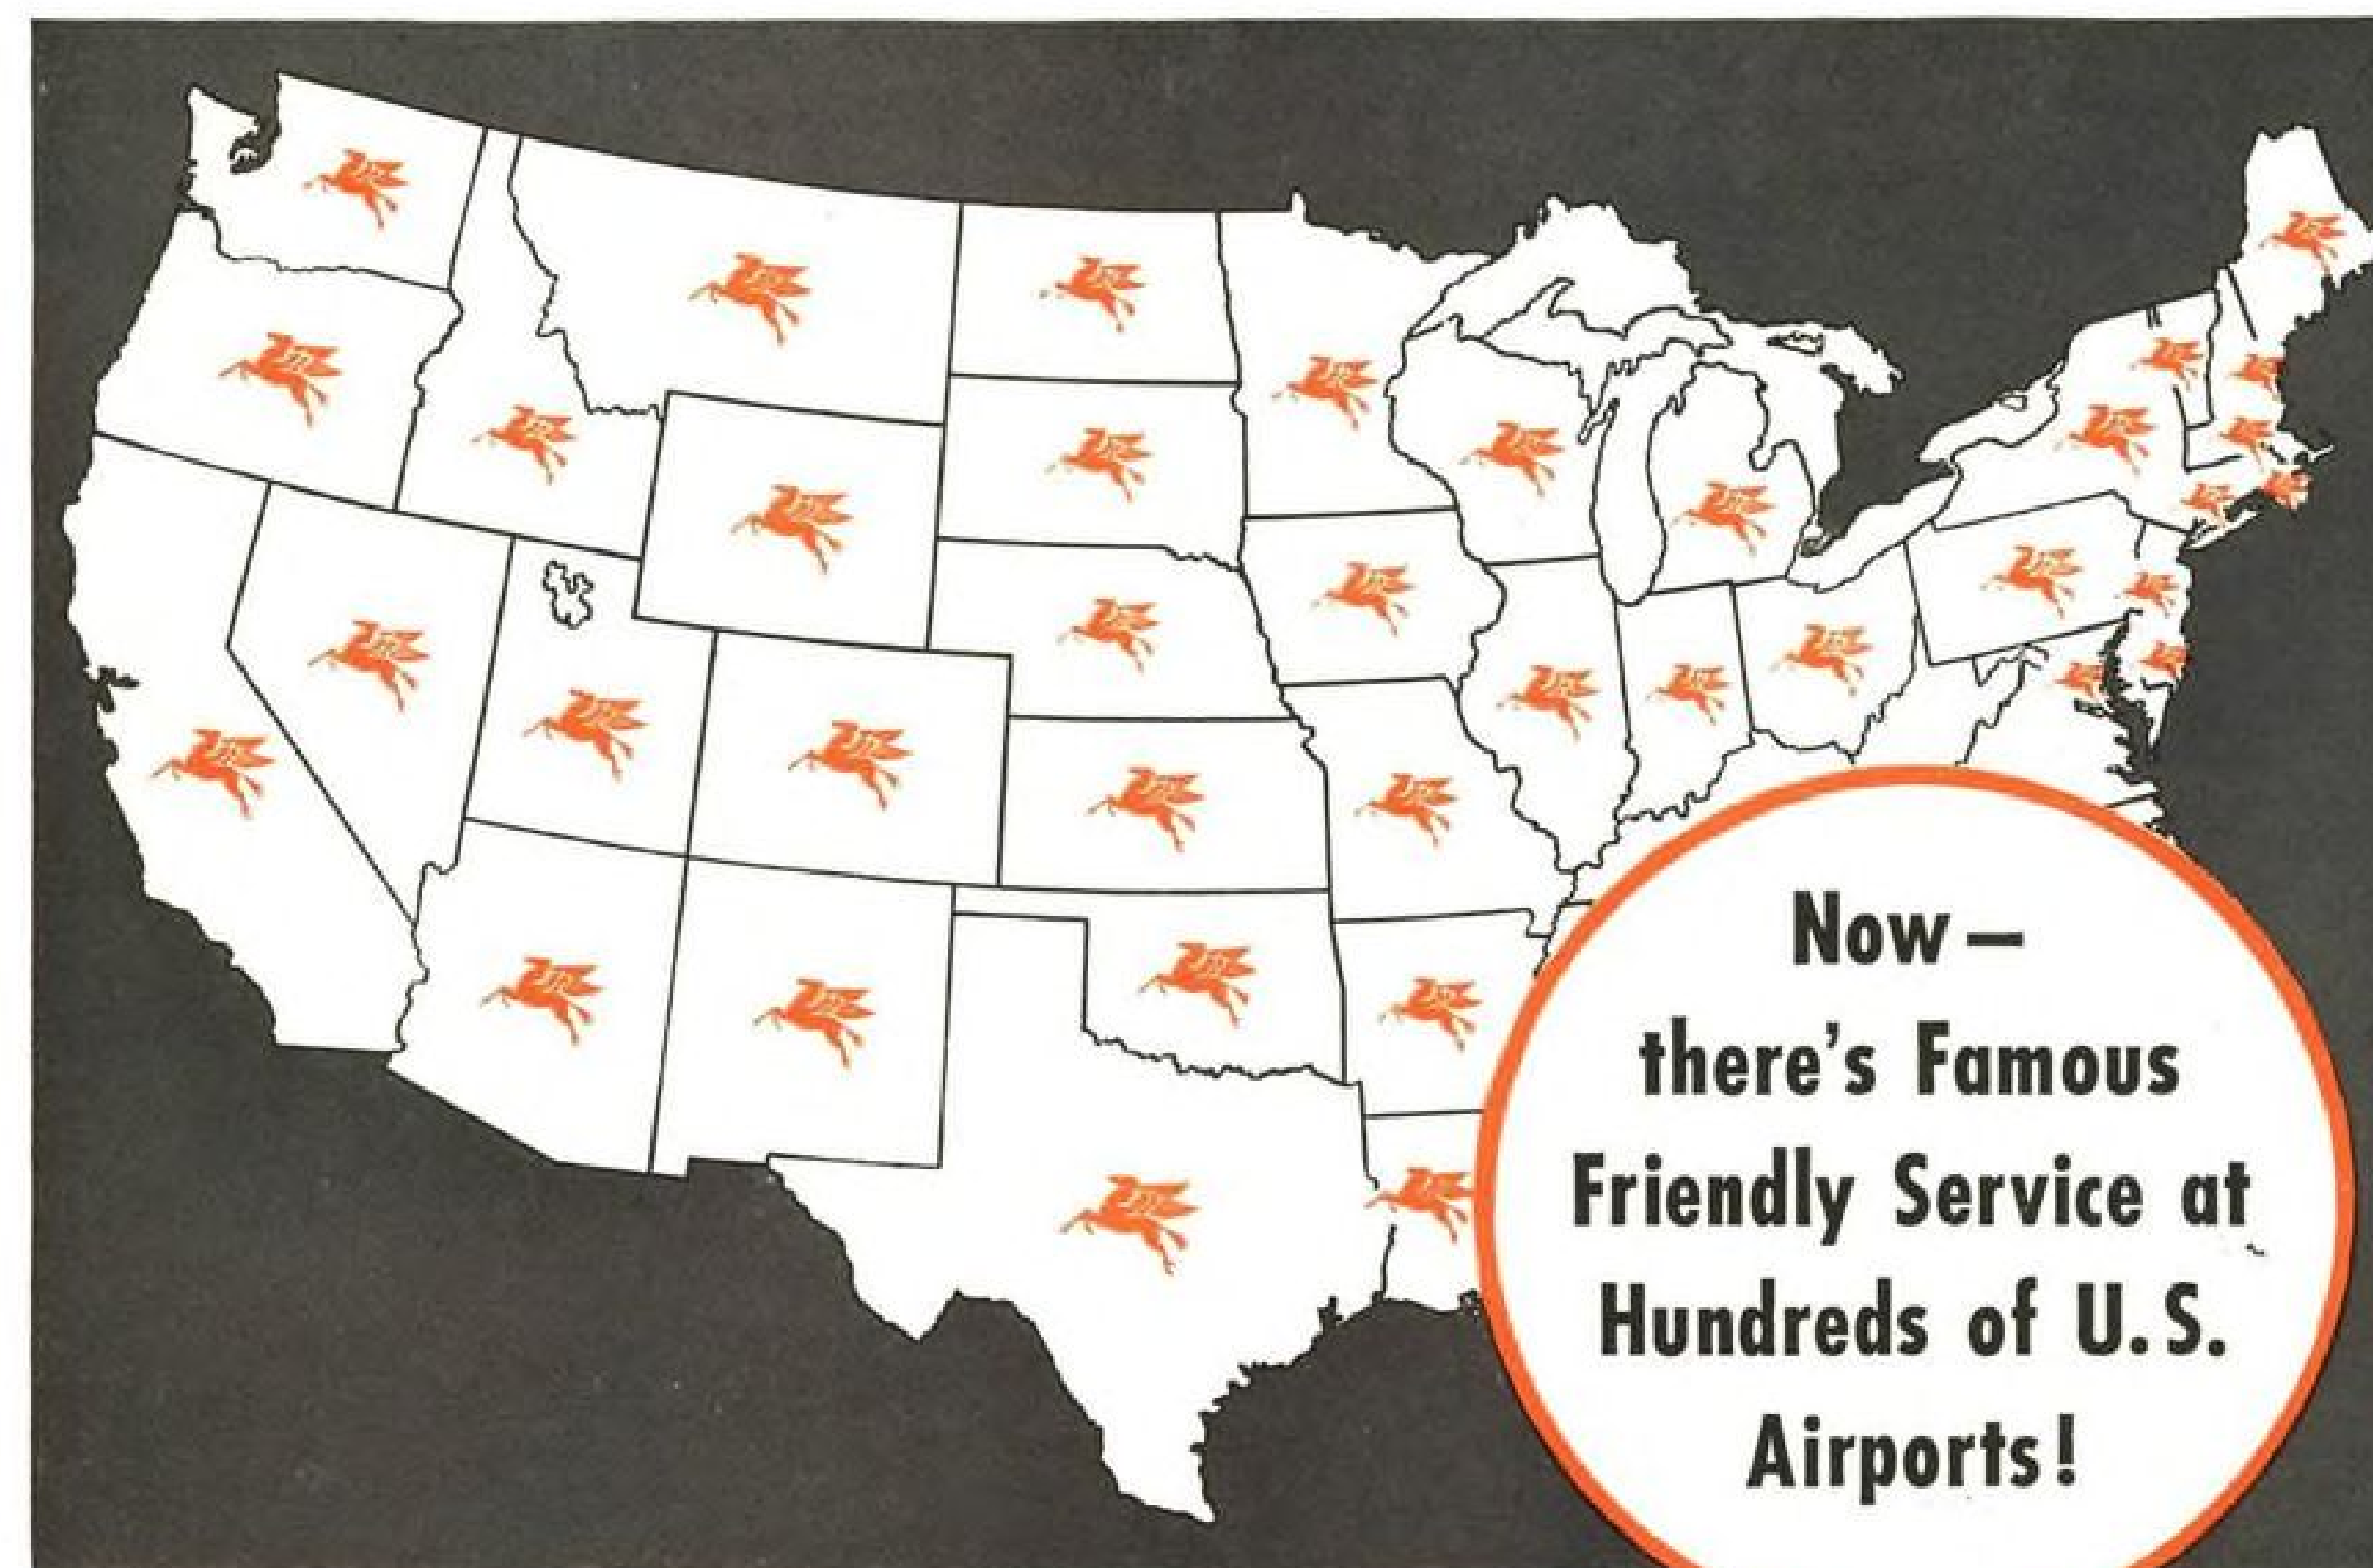 Now—
there's Famous
Friendly Service at
Hundreds of U.S.
Airports!